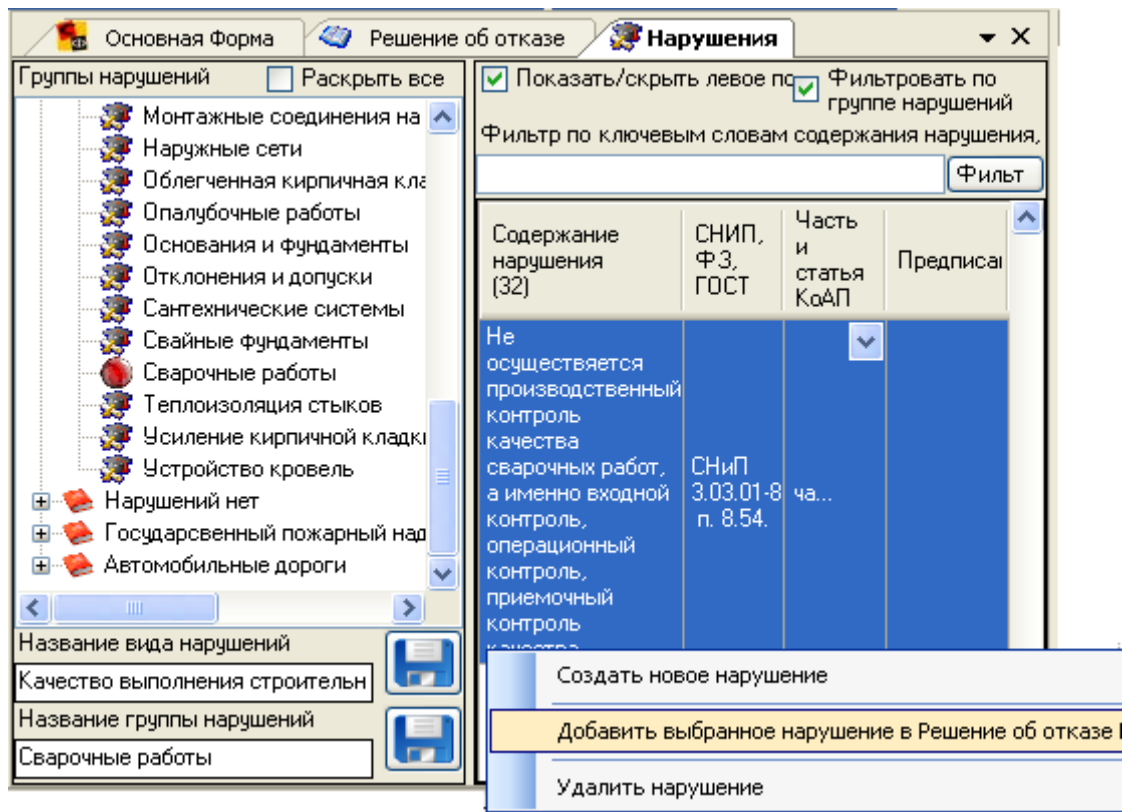 Основная Форма
Решение об отказе
Нарушения
Группы нарушений
Раскрыть все
Монтажные соединения на
Наружные сети
Облегченная кирпичная кла
Опалубочные работы
Основания и фундаменты
Отклонения и допуски
Сантехнические системы
Свайные фундаменты
Сварочные работы
Теплоизоляция стыков
Усиление кирпичной кладки
Устройство кровель
Нарушений нет
Государсвенный пожарный над
Автомобильные дороги
Название вида нарушений
Качество выполнения строительн
Название группы нарушений
Сварочные работы
Показать/скрыть левое по
Фильтровать по
группе нарушений
Фильтр по ключевым словам содержания нарушения,
Фильт
Содержание
нарушения
(32)
СНИП,
ФЗ,
ГОСТ
Часть
и
статья
КоАП
Предписан
Не
осуществяется
производственный
контроль
качества
сварочных работ,
а именно входной
контроль,
операционный
контроль,
приемочный
контроль
качества
СНиП
3.03.01-8
п. 8.54.
ча...
Создать новое нарушение
Добавить выбранное нарушение в Решение об отказе
Удалить нарушение